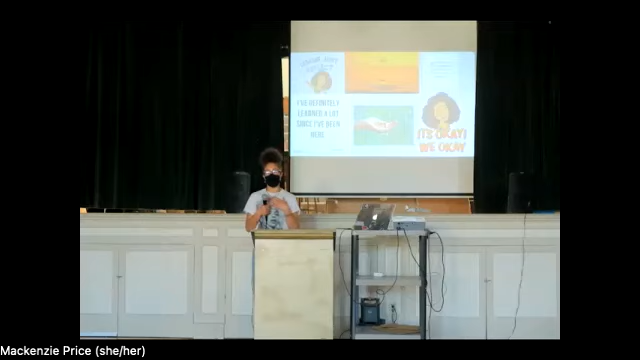 I'VE DEFINITELY
LEARNED A LOT
SINCE I'VE BEEN
HERE
IT'S OKAY!
WE OKAY
Mackenzie Price (she/her)